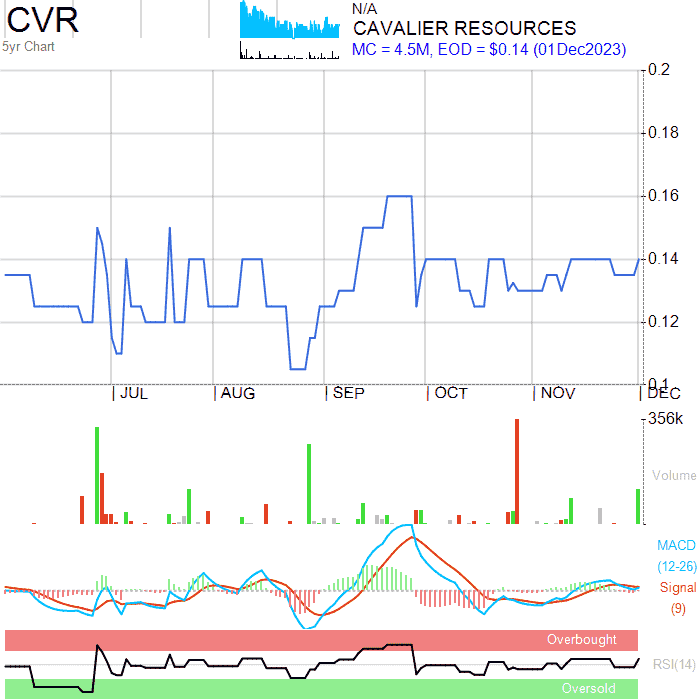 CVR
5yr Chart
N/A
CAVALIER RESOURCES
MC = 4.5M, EOD = $0.14 (01Dec2023)
0.2
0.18
0.16
0.14
0.12
0.1
JUL AUG SEP OCT NOV DEC
356k
Volume
MACD
(12-26)
Signal
(9)
Overbought
RSI(14)
Oversold